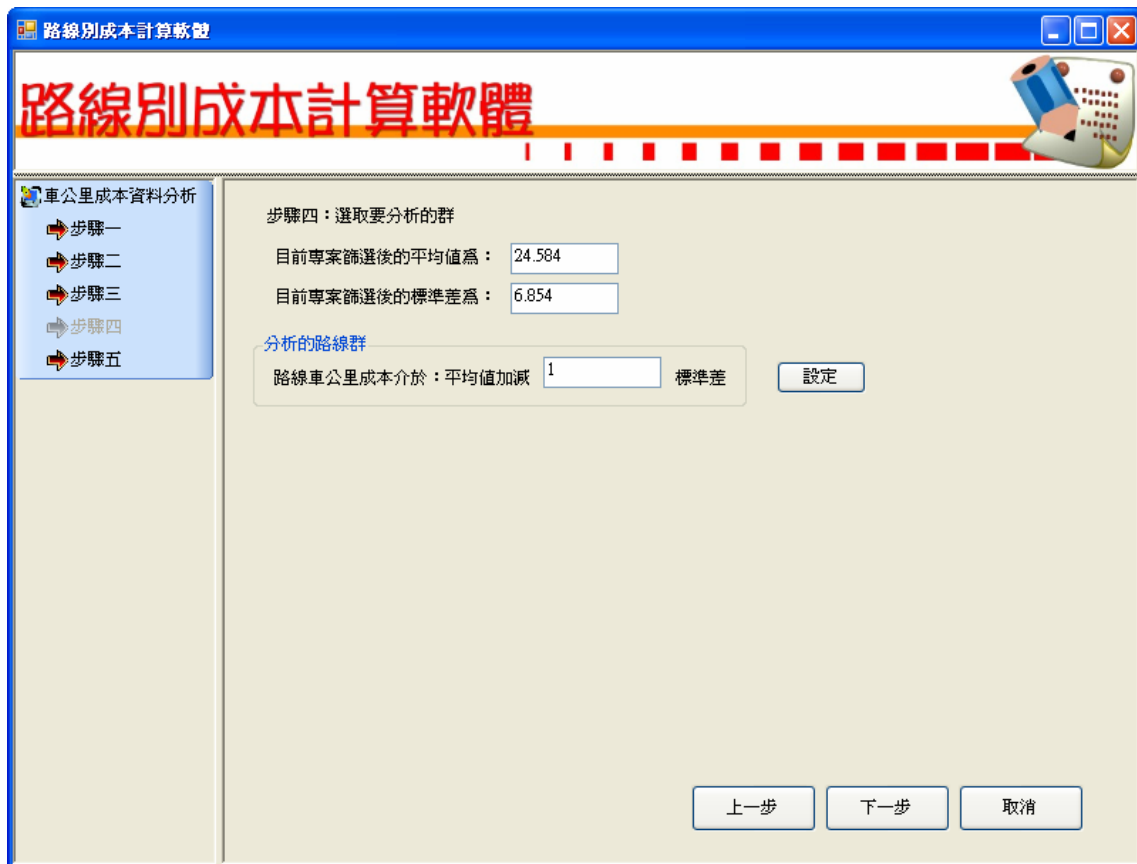 路線別成本計算軟體
路線別成本計算軟體
車公里成本資料分析
步驟一
步驟二
步驟三
步驟四
步驟五
步驟四：選取要分析的群
目前專案篩選後的平均值為： 24.584
目前專案篩選後的標準差為： 6.854
分析的路線群
路線車公里成本介於：平均值加減 1 標準差 設定
上一步 下一步 取消